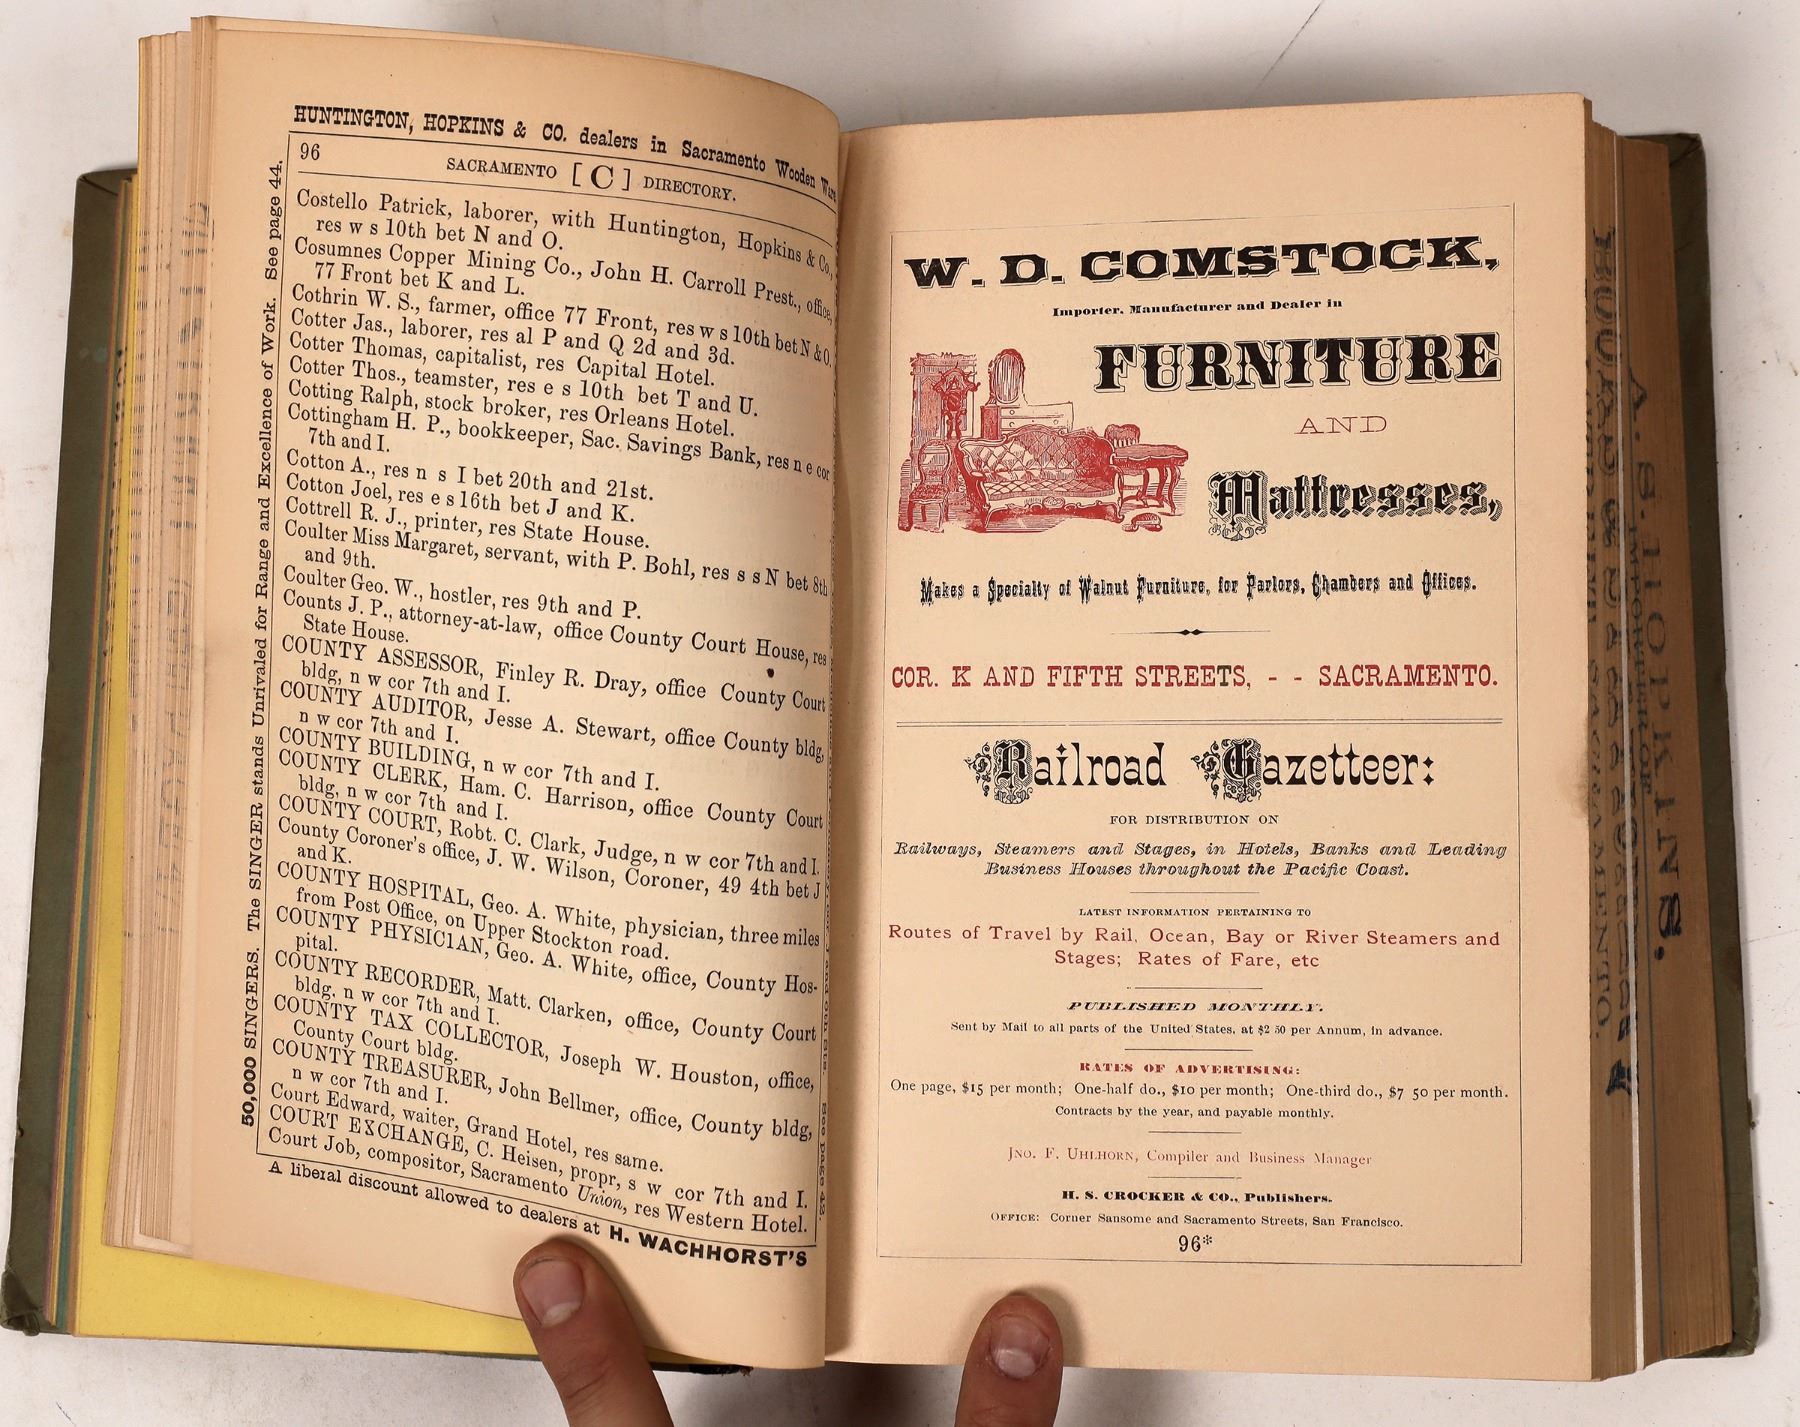 HUNTINGTON, HOPKINS & CO. dealers in Sacramento Wooden Ware
96
SACRAMENTO [C] DIRECTORY.
Costello Patrick, laborer, with Huntington, Hopkins & Co.,
res w s 10th bet N and O.
Cosumnes Copper Mining Co., John H. Carroll Prest., office,
77 Front bet K and L.
Cothrin W. S., farmer, office 77 Front, res w s 10th bet N & O.
Cotter Jas., laborer, res al P and Q 2d and 3d.
Cotter Thomas, capitalist, res Capital Hotel.
Cotter Thos., teamster, res e s 10th bet T and U.
Cotting Ralph, stock broker, res Orleans Hotel.
Cottingham H. P., bookkeeper, Sac. Savings Bank, res n e cor
7th and I.
Cotton A., res n s I bet 20th and 21st.
Cotton Joel, res e s 16th bet J and K.
Cottrell R. J., printer, res State House.
Coulter Miss Margaret, servant, with P. Bohl, res s s N bet 8th
and 9th.
Coulter Geo. W., hostler, res 9th and P.
Counts J. P., attorney-at-law, office County Court House, res
State House.
COUNTY ASSESSOR, Finley R. Dray, office County Court
bldg, n w cor 7th and I.
COUNTY AUDITOR, Jesse A. Stewart, office County bldg,
n w cor 7th and I.
COUNTY BUILDING, n w cor 7th and I.
COUNTY CLERK, Ham. C. Harrison, office County Court
bldg, n w cor 7th and I.
COUNTY COURT, Robt. C. Clark, Judge, n w cor 7th and I.
County Coroner's office, J. W. Wilson, Coroner, 49 4th bet J
and K.
COUNTY HOSPITAL, Geo. A. White, physician, three miles
from Post Office, on Upper Stockton road.
COUNTY PHYSICIAN, Geo. A. White, office, County Hos-
pital.
COUNTY RECORDER, Matt. Clarken, office, County Court
bldg. n w cor 7th and I.
COUNTY TAX COLLECTOR, Joseph W. Houston, office,
County Court bldg.
COUNTY TREASURER, John Bellmer, office, County bldg,
n w cor 7th and I.
Court Edward, waiter, Grand Hotel, res same.
COURT EXCHANGE, C. Heisen, propr, s w cor 7th and I.
Court Job, compositor, Sacramento Union, res Western Hotel.
A liberal discount allowed to dealers at H. WACHHORST'S
50,000 SINGERS. The SINGER stands Unrivaled for Range and Excellence of Work. See page 44.
See page 42.
W. D. COMSTOCK,
Importer, Manufacturer and Dealer in
FURNITURE
AND
Mattresses,
Makes a Specialty of Walnut Furniture, for Parlors, Chambers and Offices.
COR. K AND FIFTH STREETS, - - SACRAMENTO.
Railroad Gazetteer:
FOR DISTRIBUTION ON
Railways, Steamers and Stages, in Hotels, Banks and Leading
Business Houses throughout the Pacific Coast.
LATEST INFORMATION PERTAINING TO
Routes of Travel by Rail, Ocean, Bay or River Steamers and
Stages; Rates of Fare, etc
PUBLISHED MONTHLY.
Sent by Mail to all parts of the United States, at $2 50 per Annum, in advance.
RATES OF ADVERTISING:
One page, $15 per month; One-half do., $10 per month; One-third do., $7 50 per month.
Contracts by the year, and payable monthly.
JNO. F. UHLHORN, Compiler and Business Manager
H. S. CROCKER & CO., Publishers.
OFFICE: Corner Sansome and Sacramento Streets, San Francisco.
96*
A. S. HOPKINS.
IMPORTER OF